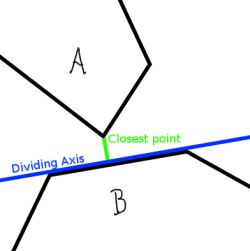 A
Closest point
Dividing Axis
B